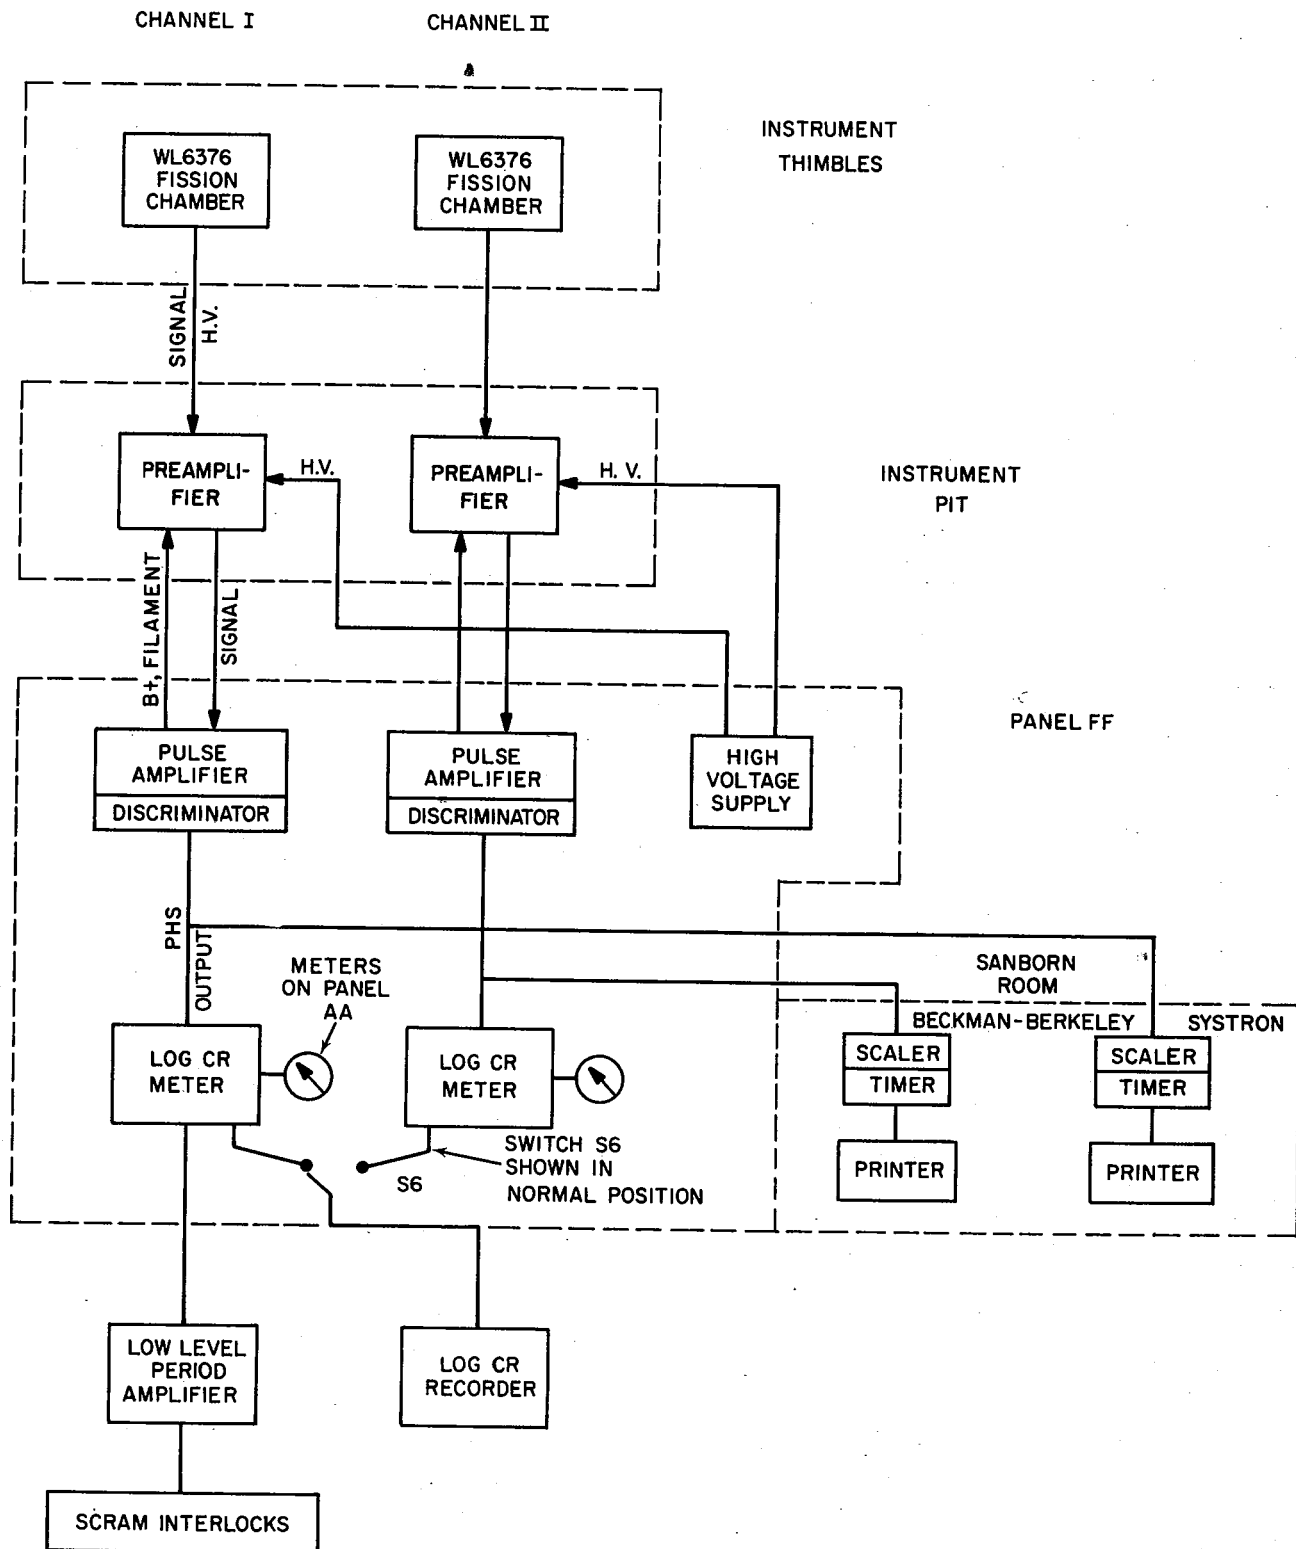 CHANNEL I
CHANNEL II
INSTRUMENT
THIMBLES
WL6376
FISSION
CHAMBER
WL6376
FISSION
CHAMBER
SIGNAL
H.V.
PREAMPLI-
FIER
H.V.
PREAMPLI-
FIER
H. V.
INSTRUMENT
PIT
B+, FILAMENT
SIGNAL
PANEL FF
PULSE
AMPLIFIER
DISCRIMINATOR
PULSE
AMPLIFIER
DISCRIMINATOR
HIGH
VOLTAGE
SUPPLY
PHS
OUTPUT
METERS
ON PANEL
AA
SANBORN
ROOM
BECKMAN-BERKELEY
SYSTRON
LOG CR
METER
LOG CR
METER
SCALER
TIMER
SCALER
TIMER
SWITCH S6
SHOWN IN
NORMAL POSITION
S6
PRINTER
PRINTER
LOW LEVEL
PERIOD
AMPLIFIER
LOG CR
RECORDER
SCRAM INTERLOCKS